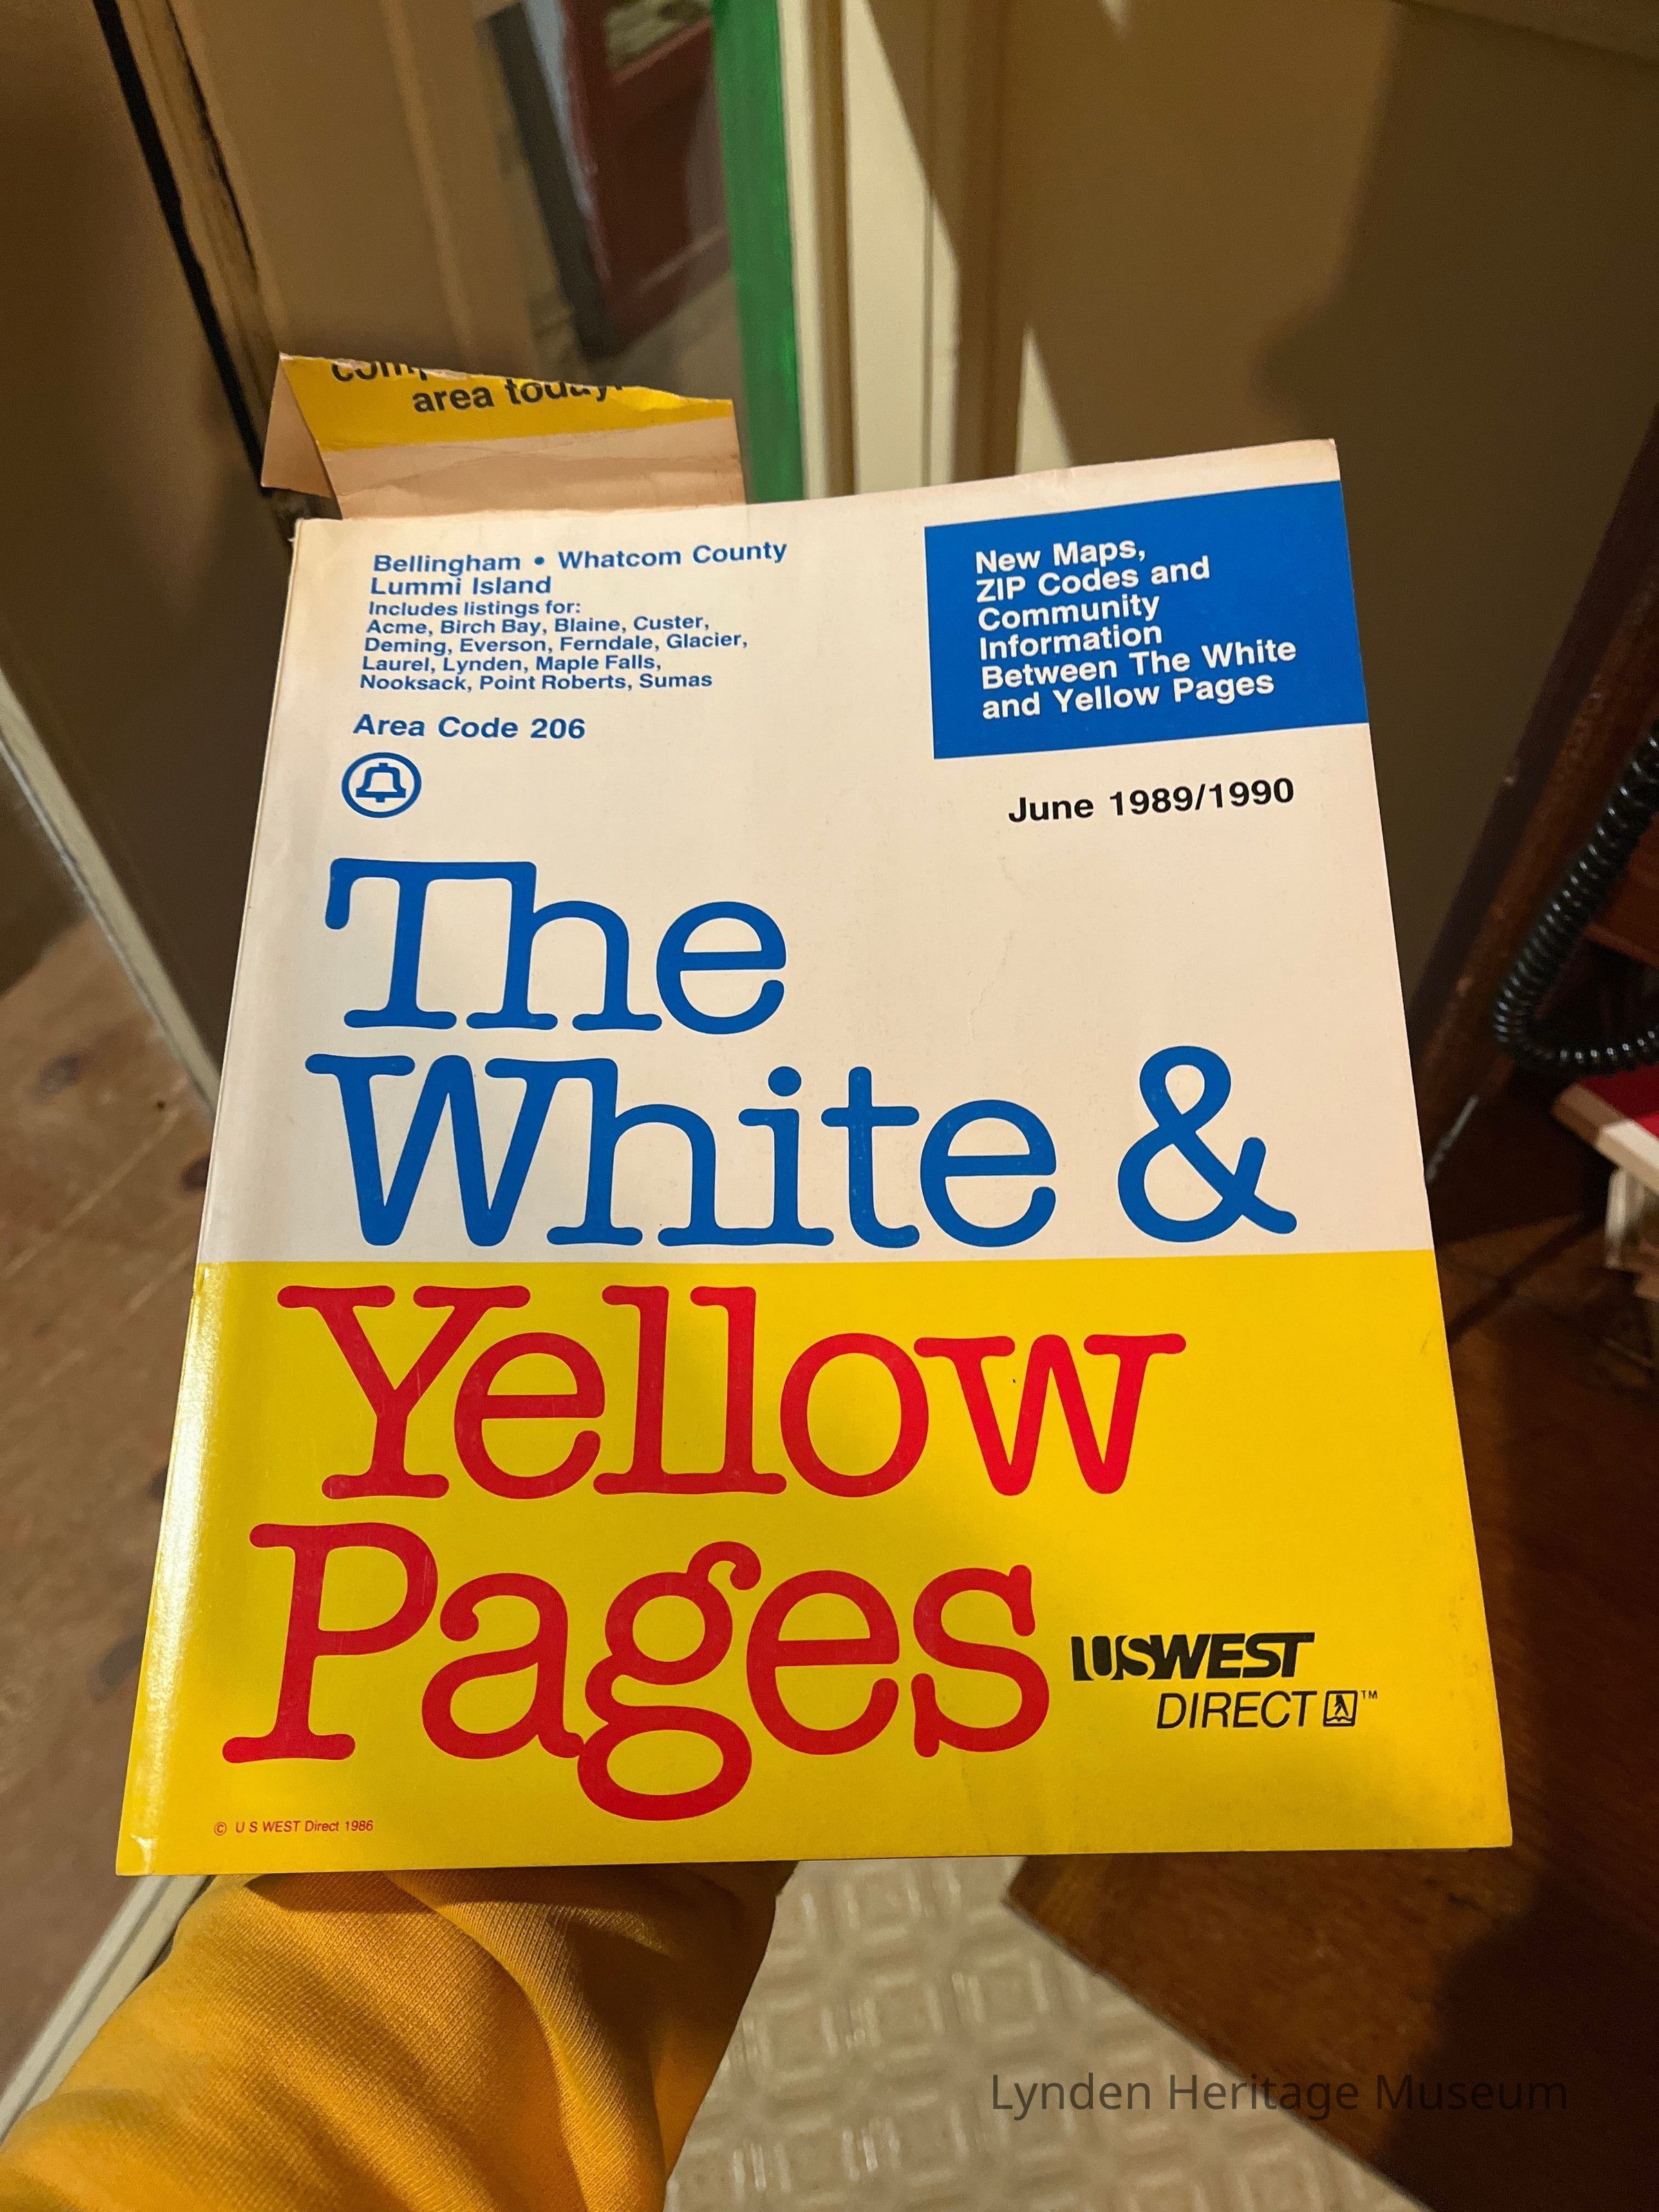 area today!
Bellingham • Whatcom County
Lummi Island
Includes listings for:
Acme, Birch Bay, Blaine, Custer,
Deming, Everson, Ferndale, Glacier,
Laurel, Lynden, Maple Falls,
Nooksack, Point Roberts, Sumas
Area Code 206
New Maps,
ZIP Codes and
Community
Information
Between The White
and Yellow Pages
June 1989/1990
The
White &
Yellow
Pages
US WEST
DIRECT ™
© U S WEST Direct 1986
Lynden Heritage Museum